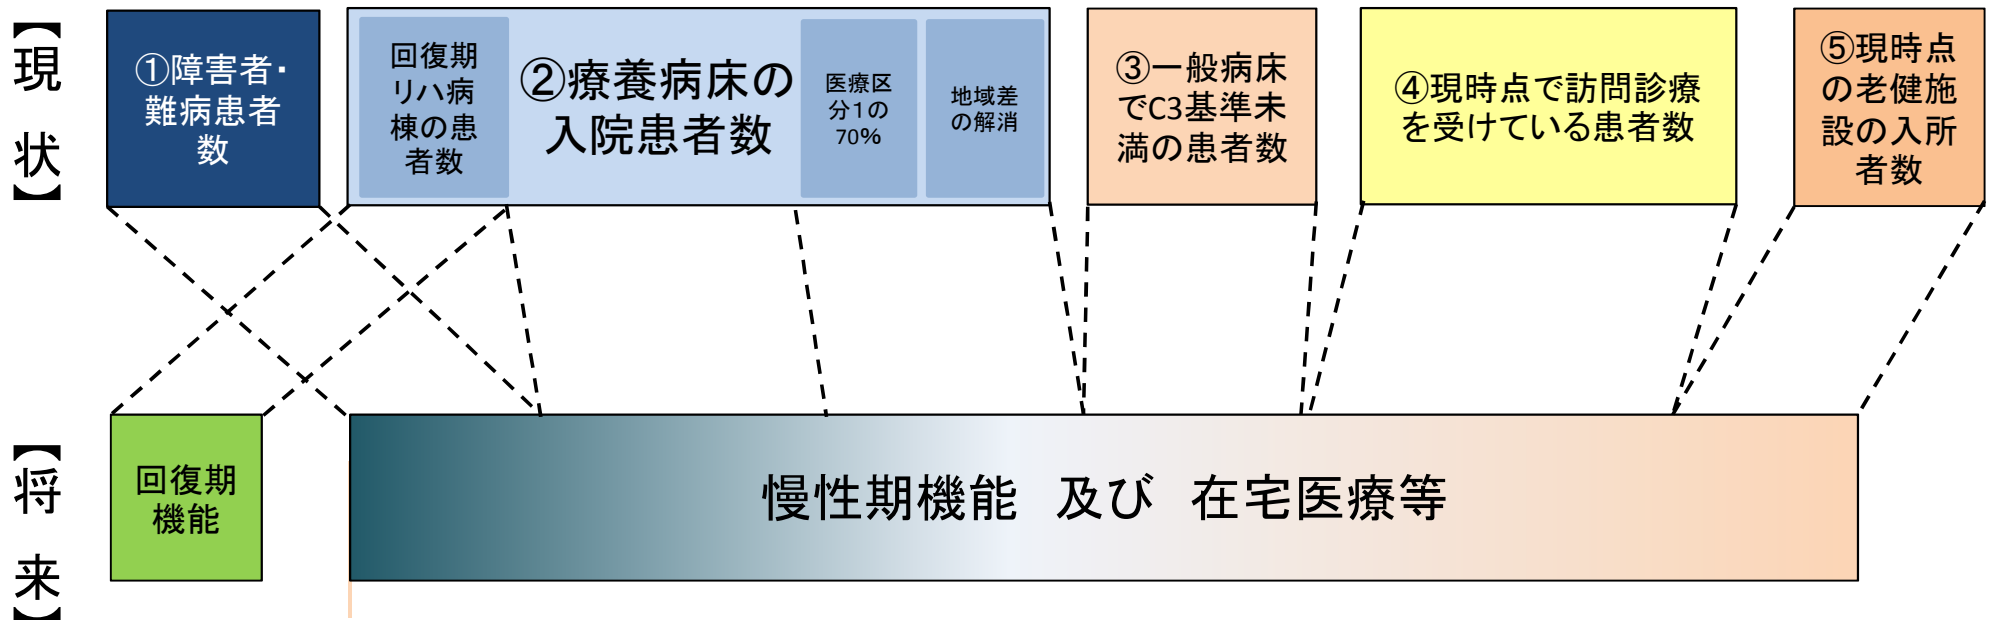 【現状】
①障害者・
難病患者
数
回復期
リハ病
棟の患
者数
②療養病床の
入院患者数
医療区
分1の
70%
地域差
の解消
③一般病床
でC3基準未
満の患者数
④現時点で訪問診療
を受けている患者数
⑤現時点
の老健施
設の入所
者数
【将来】
回復期
機能
慢性期機能 及び 在宅医療等